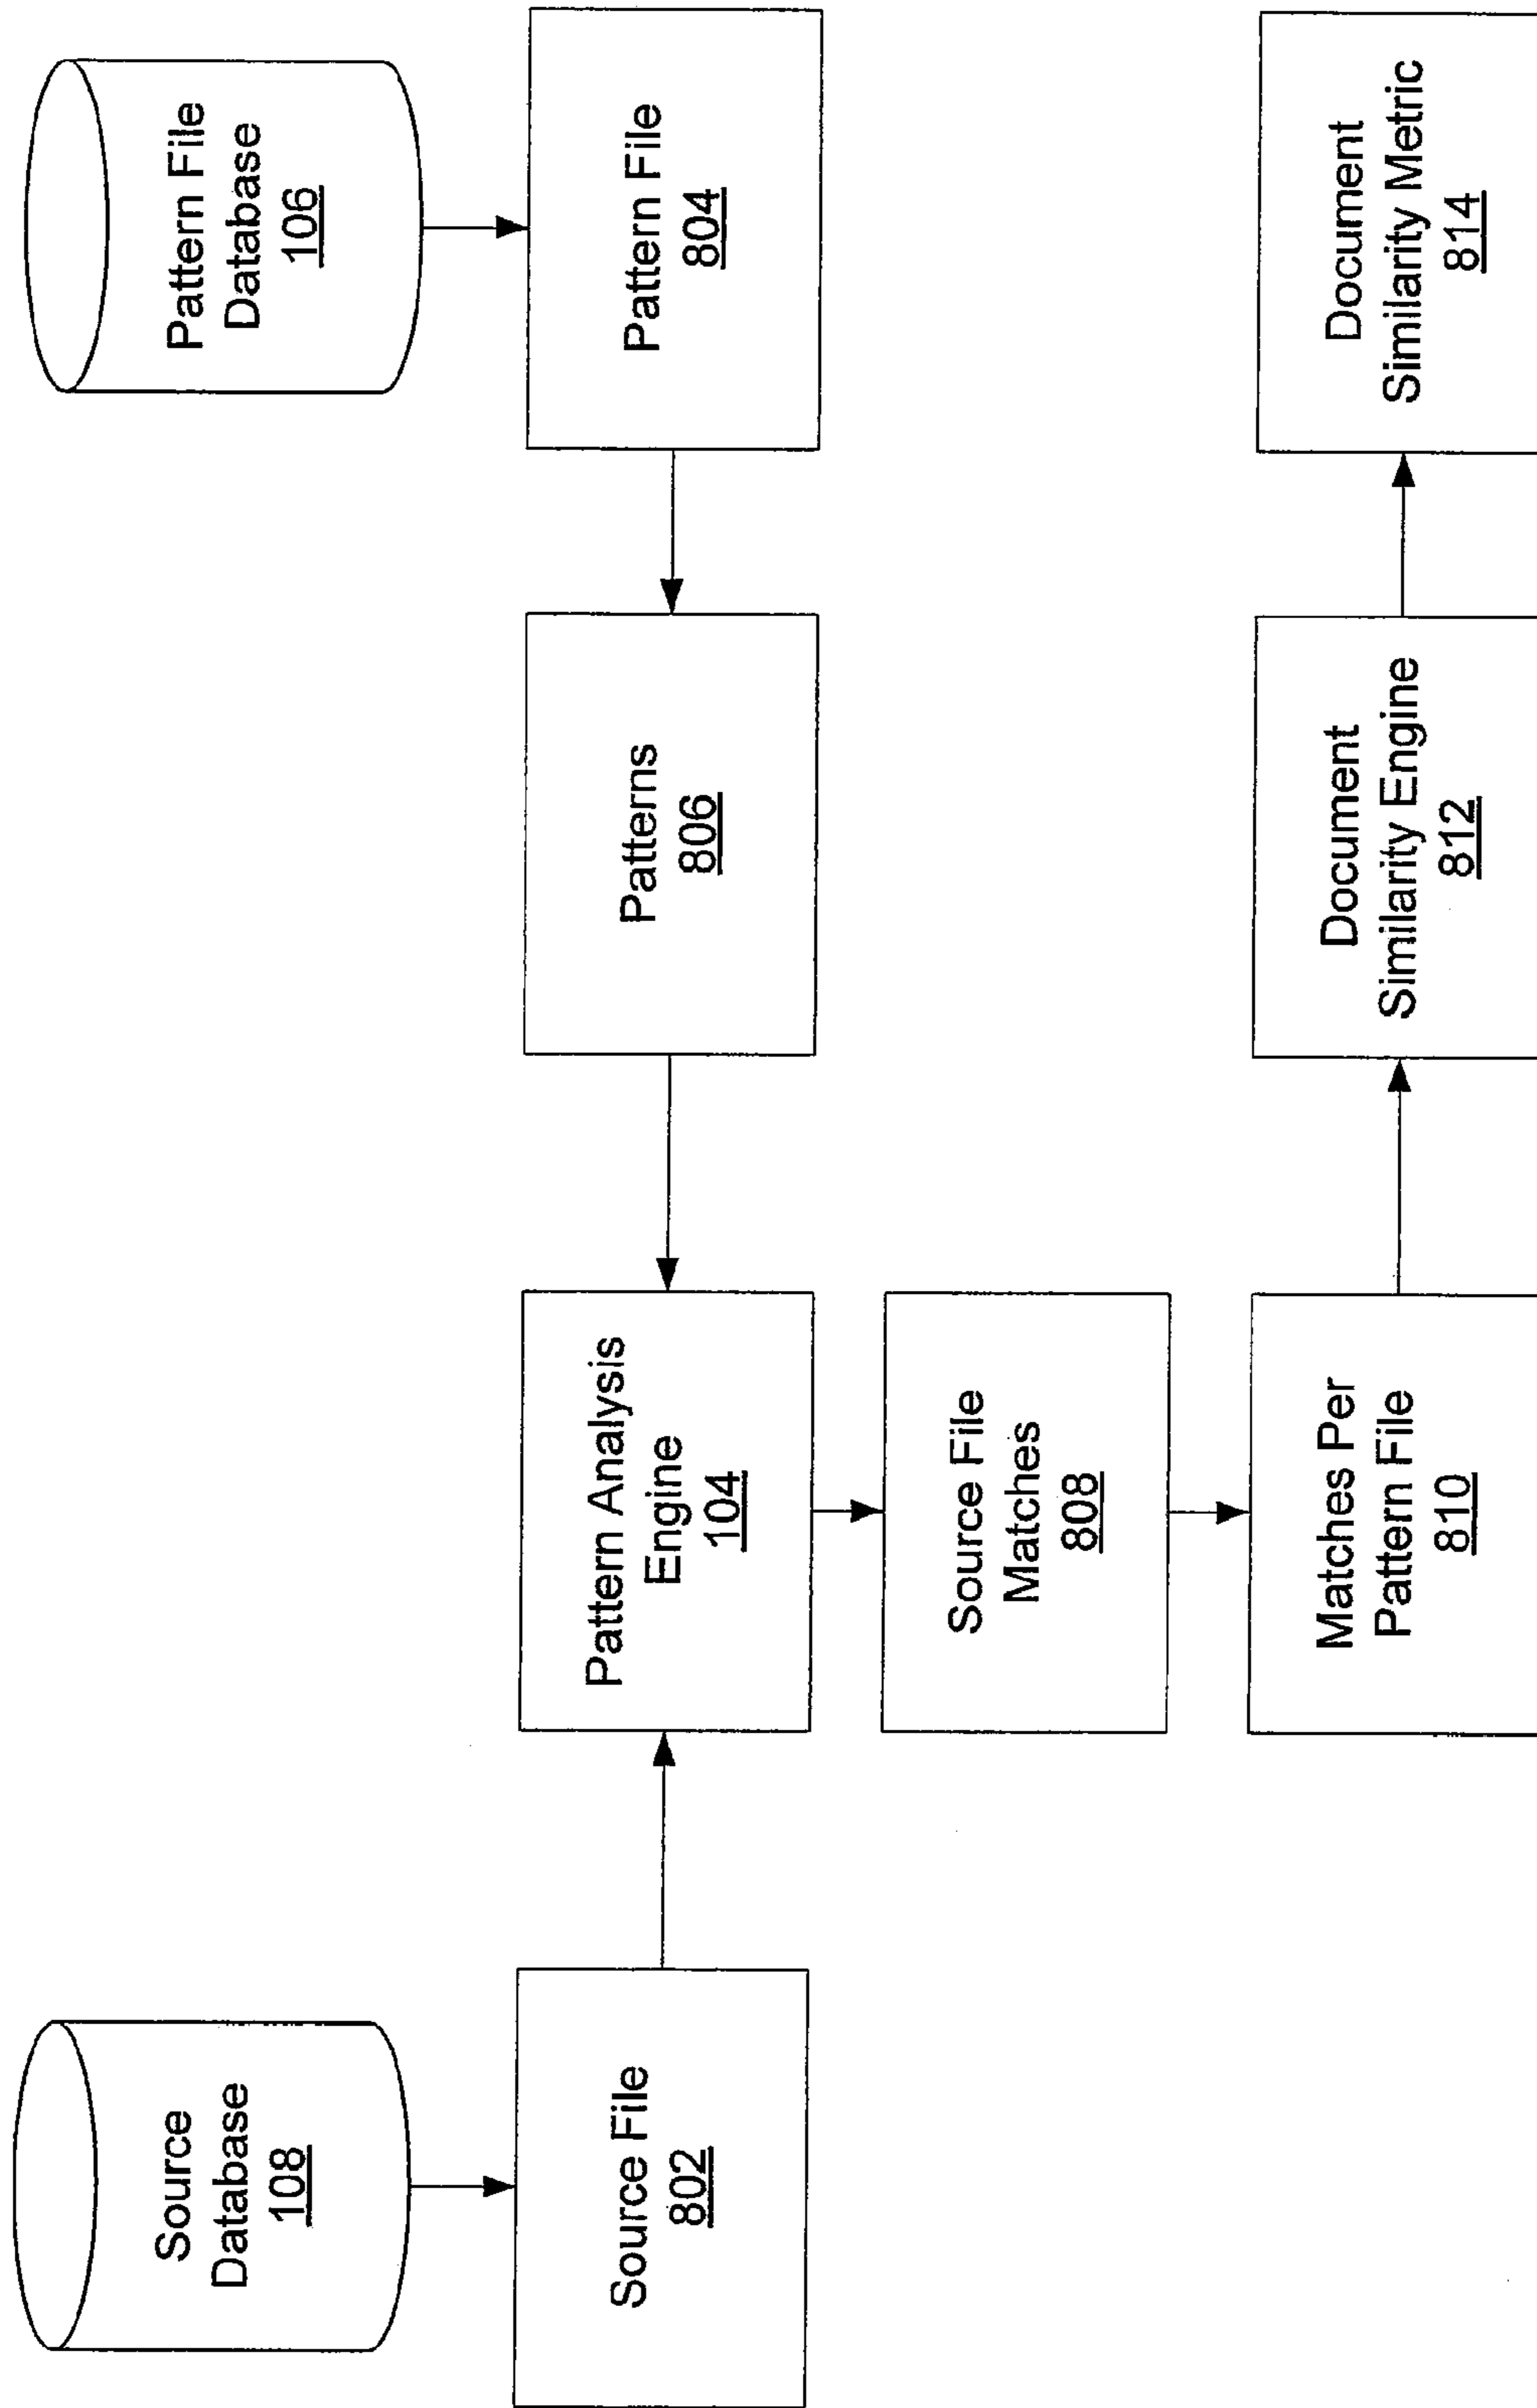 Source
Database
108
Pattern File
Database
106
Source File
802
Pattern Analysis
Engine
104
Patterns
806
Pattern File
804
Source File
Matches
808
Matches Per
Pattern File
810
Document
Similarity Engine
812
Document
Similarity Metric
814